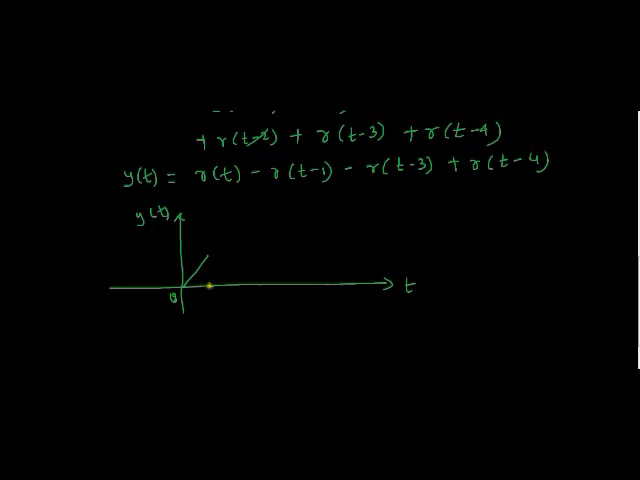 + r(t-2) + r(t-3) + r(t-4)
y(t) = r(t) - r(t-1) - r(t-3) + r(t-4)
y(t)
0
t